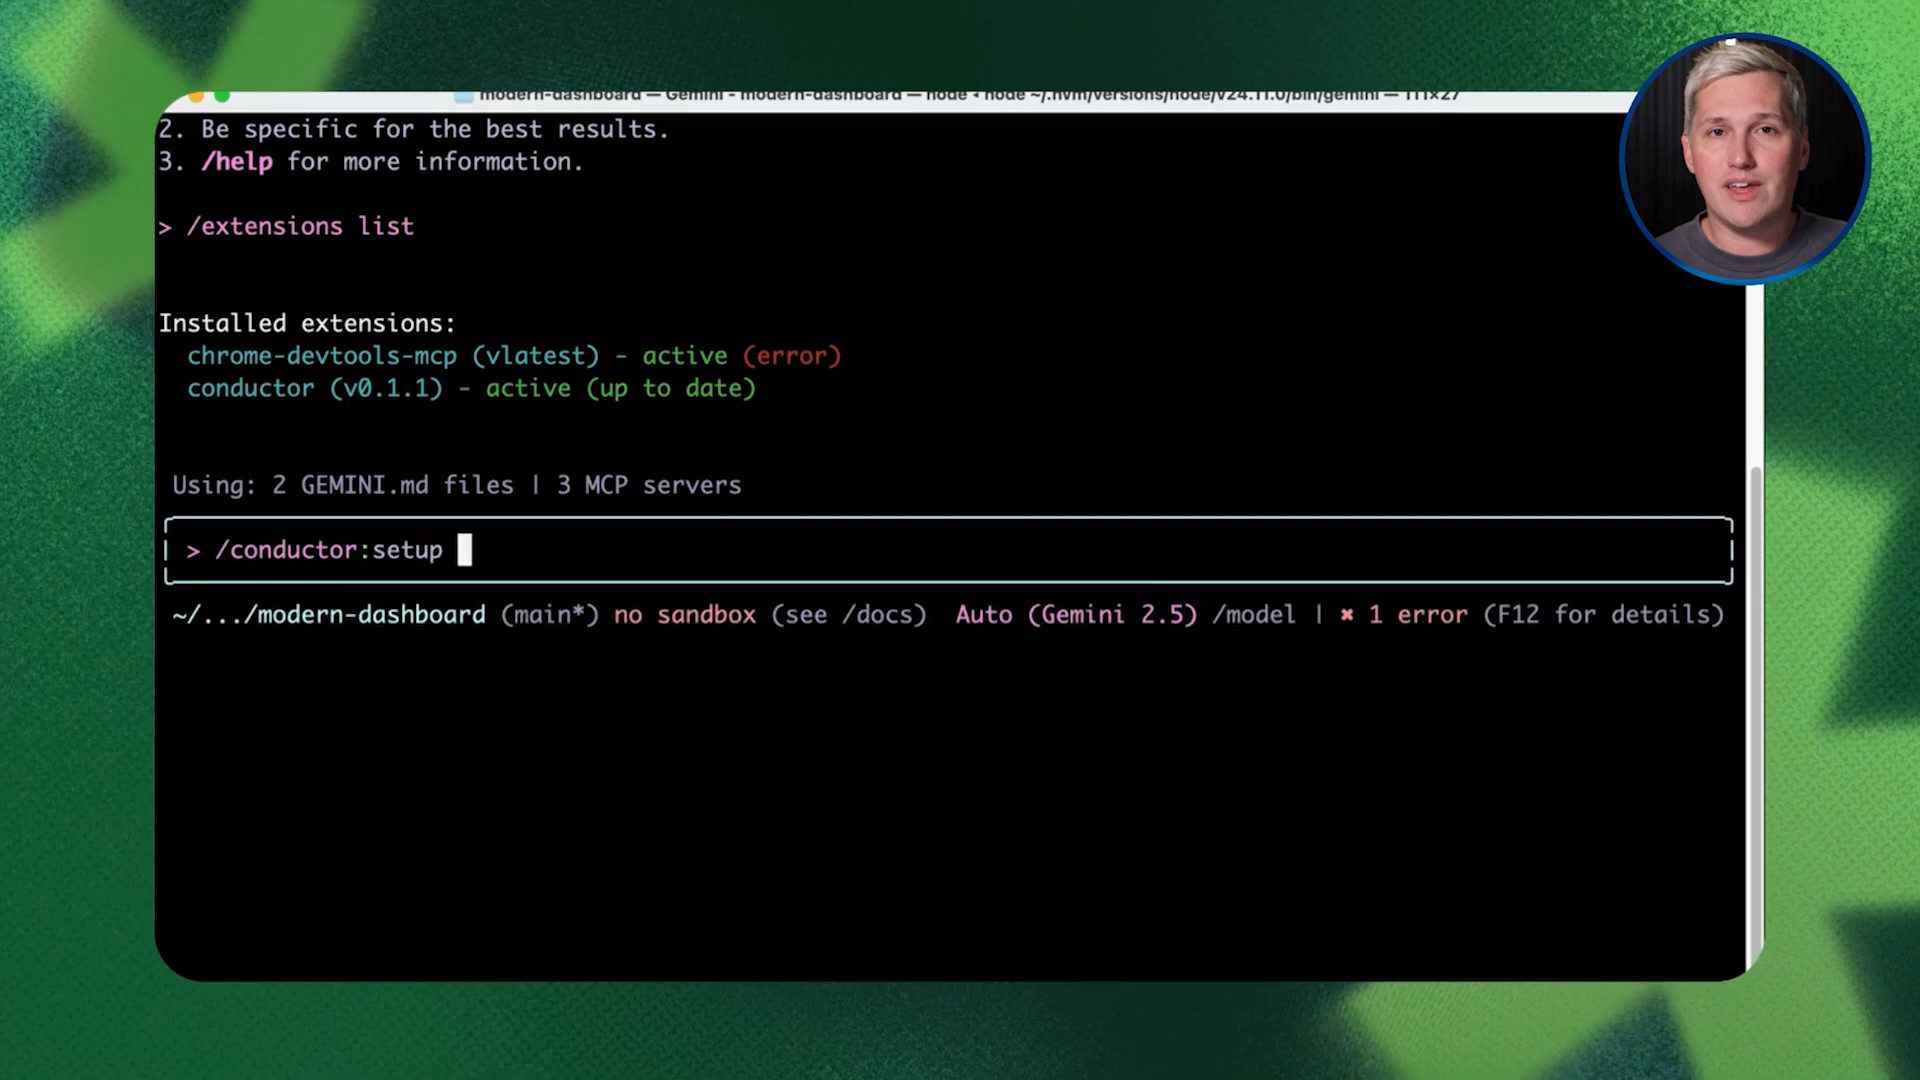 modern-dashboard — Gemini - modern-dashboard — node ◂ node ~/.nvm/versions/node/v24.11.0/bin/gemini — 111×27
2. Be specific for the best results.
3. /help for more information.
> /extensions list
Installed extensions:
chrome-devtools-mcp (vlatest) - active (error)
conductor (v0.1.1) - active (up to date)
Using: 2 GEMINI.md files | 3 MCP servers
> /conductor:setup
~/.../modern-dashboard (main*) no sandbox (see /docs) Auto (Gemini 2.5) /model | ✖ 1 error (F12 for details)